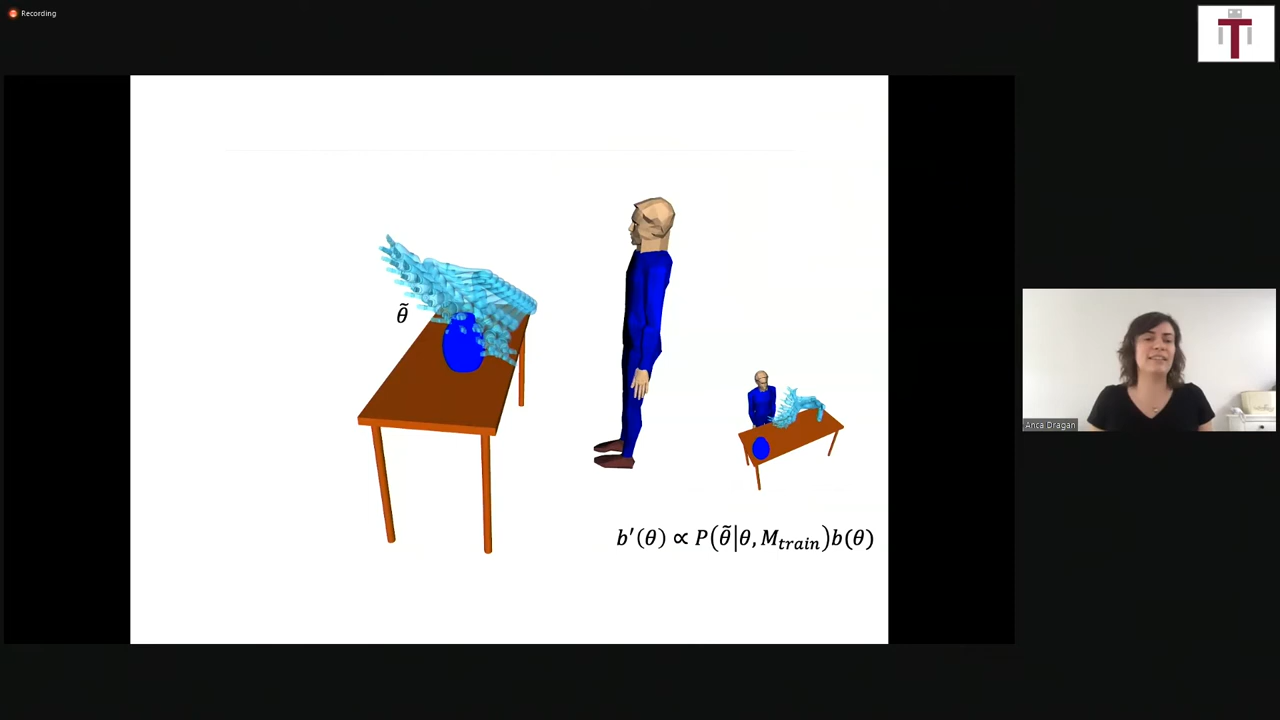 Recording
T
θ̃
Anca Dragan
b′(θ) ∝ P(θ̃|θ, M_train)b(θ)